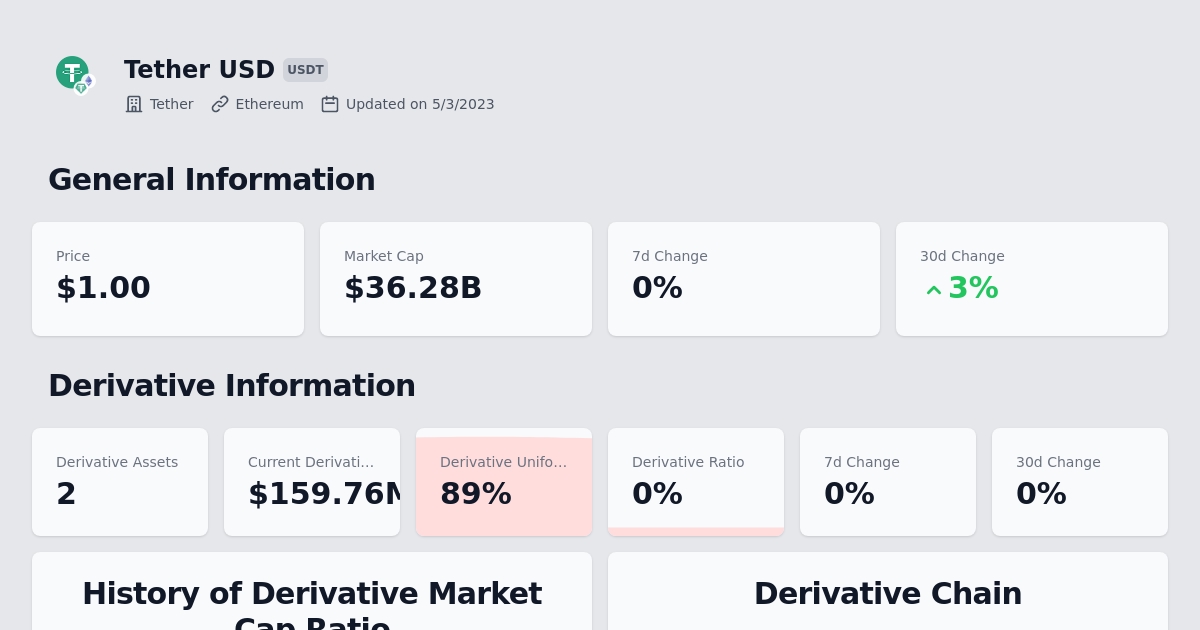 Tether USD USDT
Tether Ethereum Updated on 5/3/2023
General Information
Price
$1.00
Market Cap
$36.28B
7d Change
0%
30d Change
3%
Derivative Information
Derivative Assets
2
Current Derivati...
$159.76M
Derivative Unifo...
89%
Derivative Ratio
0%
7d Change
0%
30d Change
0%
History of Derivative Market
Cap Ratio
Derivative Chain